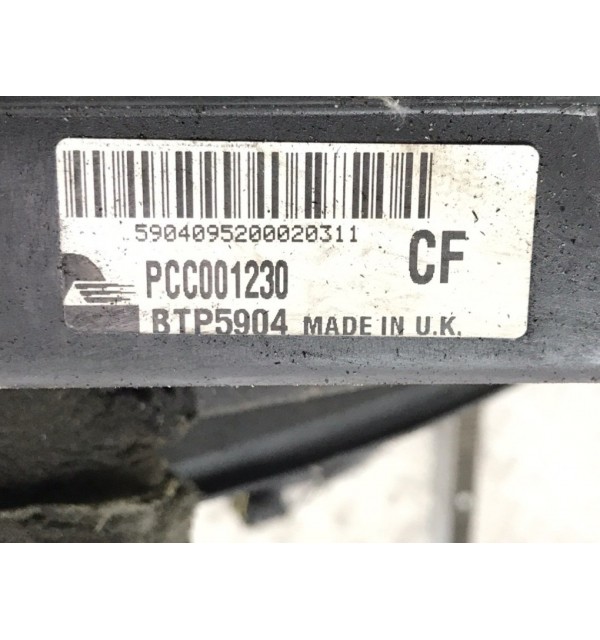 5904095200020311
CF
PCC001230
BTP5904 MADE IN U.K.